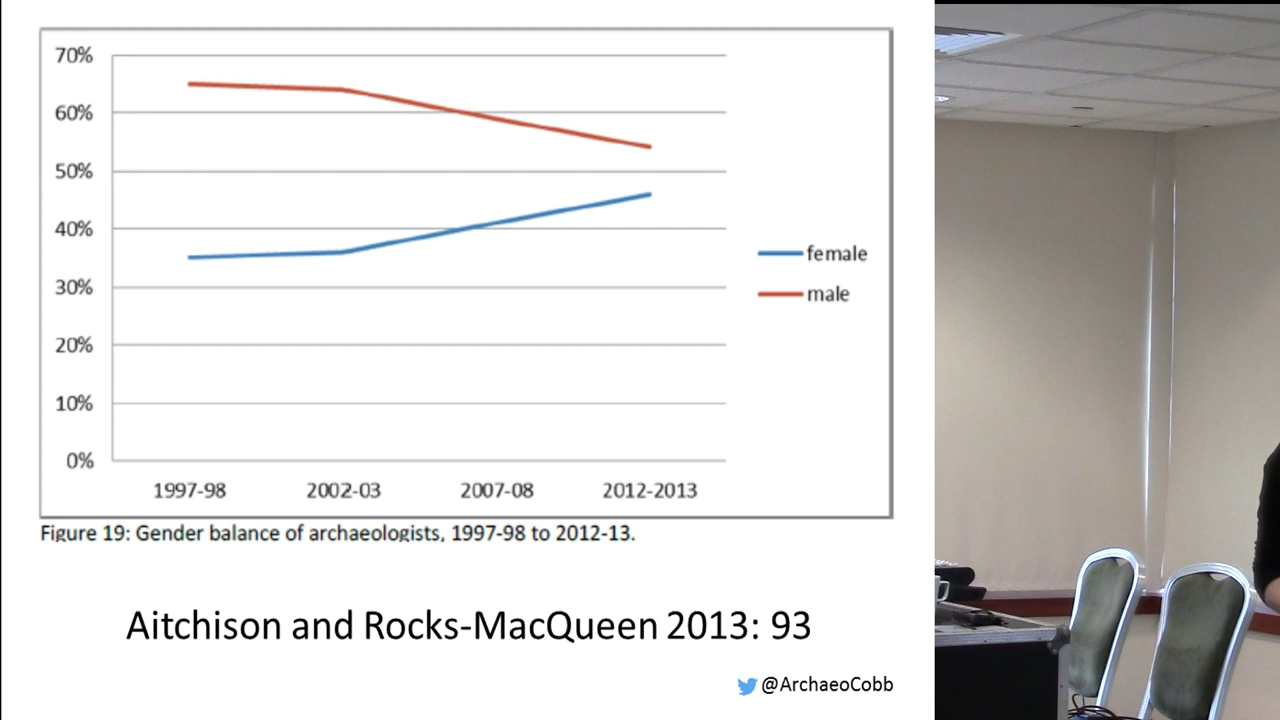 70%
60%
50%
40%
30%
20%
10%
0%
1997-98 2002-03 2007-08 2012-2013
female
male
Figure 19: Gender balance of archaeologists, 1997-98 to 2012-13.
Aitchison and Rocks-MacQueen 2013: 93
@ArchaeoCobb